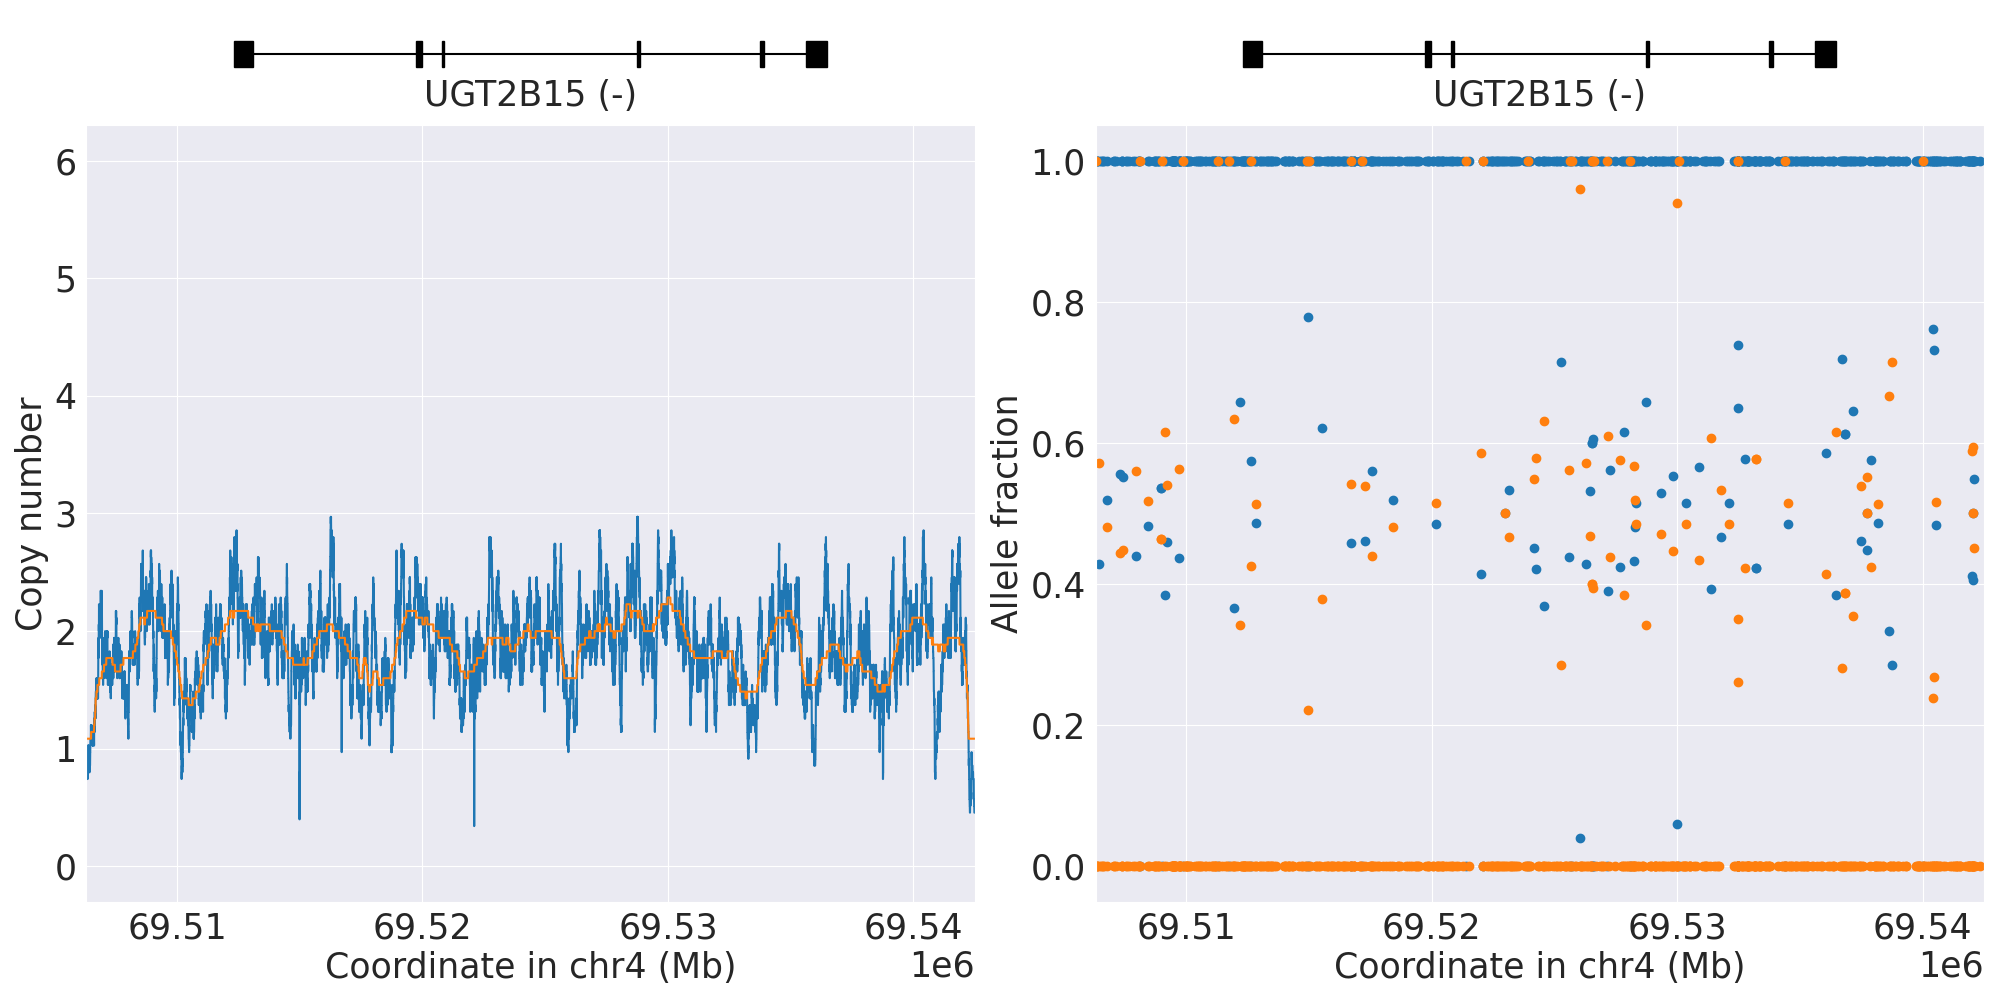 UGT2B15 (-)
6
5
4
3
2
1
0
Copy number
69.51 69.52 69.53 69.54
Coordinate in chr4 (Mb)
1e6
UGT2B15 (-)
1.0
0.8
0.6
0.4
0.2
0.0
Allele fraction
69.51 69.52 69.53 69.54
Coordinate in chr4 (Mb)
1e6